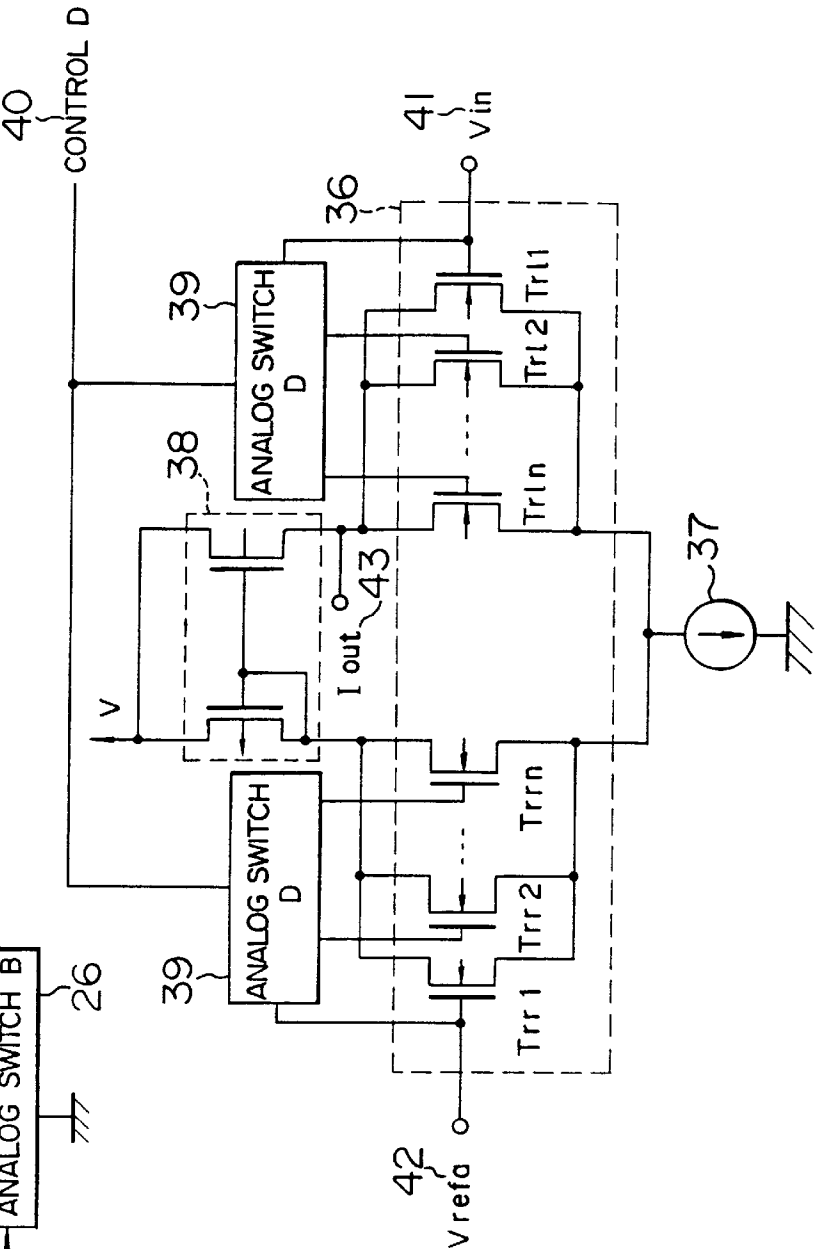 40
CONTROL D
41
Vin
39
ANALOG SWITCH
D
36
38
V
I out
43
Trl1
Trl2
Trln
37
39
ANALOG SWITCH
D
Trrn
Trr2
Trr1
42
Vrefa
ANALOG SWITCH B
26